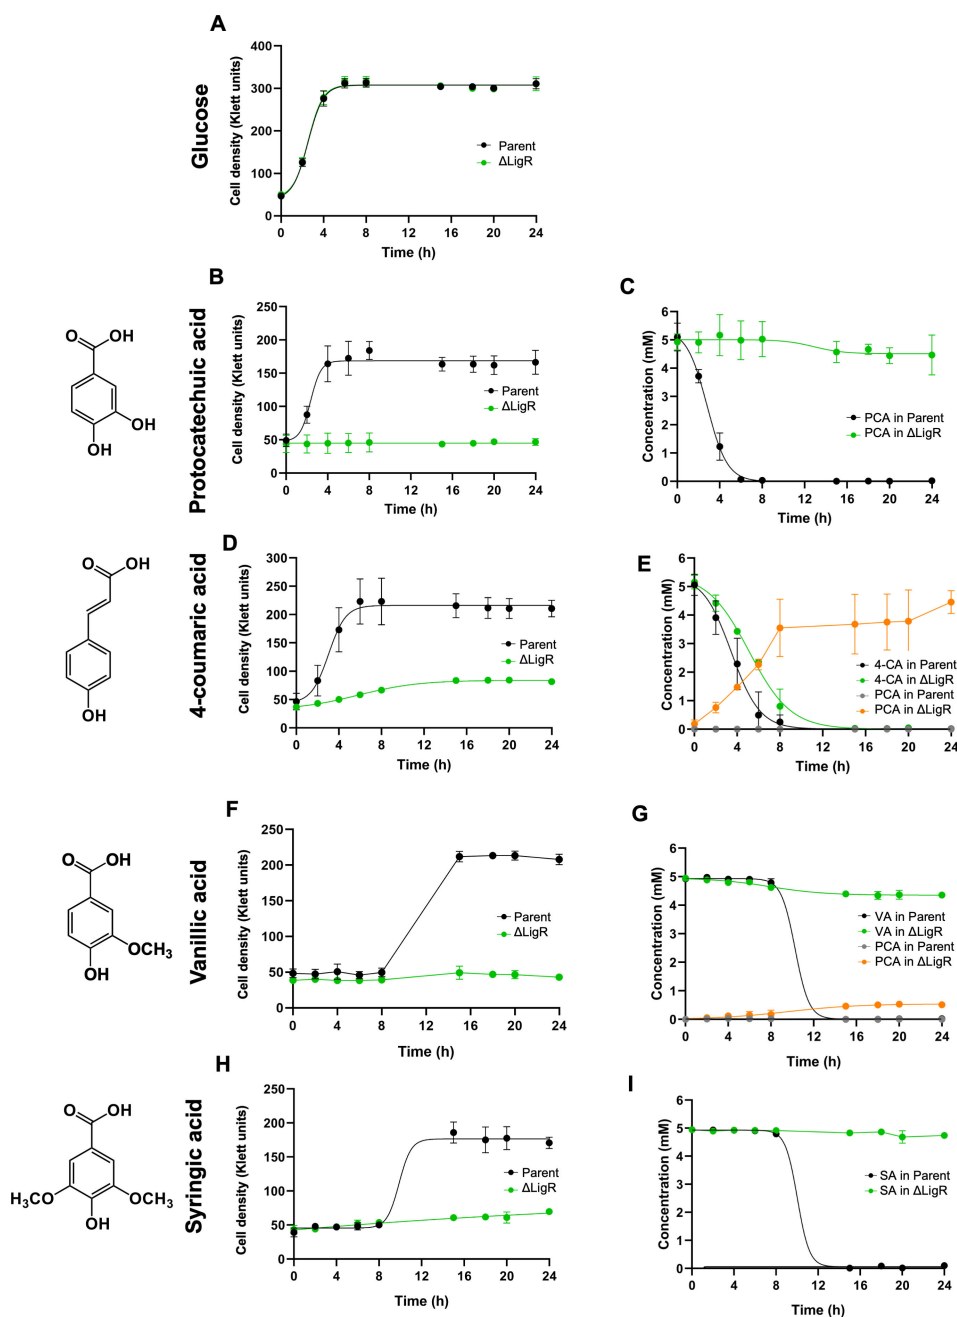 A
Glucose
Cell density (Klett units)
400
300
200
100
0
0 4 8 12 16 20 24
Time (h)
Parent
ΔLigR
B
Protocatechuic acid
O
OH
OH
OH
Cell density (Klett units)
250
200
150
100
50
0
0 4 8 12 16 20 24
Time (h)
Parent
ΔLigR
C
Concentration (mM)
6
5
4
3
2
1
0
0 4 8 12 16 20 24
Time (h)
PCA in Parent
PCA in ΔLigR
D
4-coumaric acid
O
OH
OH
Cell density (Klett units)
300
250
200
150
100
50
0
0 4 8 12 16 20 24
Time (h)
Parent
ΔLigR
E
Concentration (mM)
6
5
4
3
2
1
0
0 4 8 12 16 20 24
Time (h)
4-CA in Parent
4-CA in ΔLigR
PCA in Parent
PCA in ΔLigR
F
Vanillic acid
O
OH
OCH3
OH
Cell density (Klett units)
250
200
150
100
50
0
0 4 8 12 16 20 24
Time (h)
Parent
ΔLigR
G
Concentration (mM)
6
5
4
3
2
1
0
0 4 8 12 16 20 24
Time (h)
VA in Parent
VA in ΔLigR
PCA in Parent
PCA in ΔLigR
H
Syringic acid
O
OH
H3CO
OCH3
OH
Cell density (Klett units)
250
200
150
100
50
0
0 4 8 12 16 20 24
Time (h)
Parent
ΔLigR
I
Concentration (mM)
6
5
4
3
2
1
0
0 4 8 12 16 20 24
Time (h)
SA in Parent
SA in ΔLigR